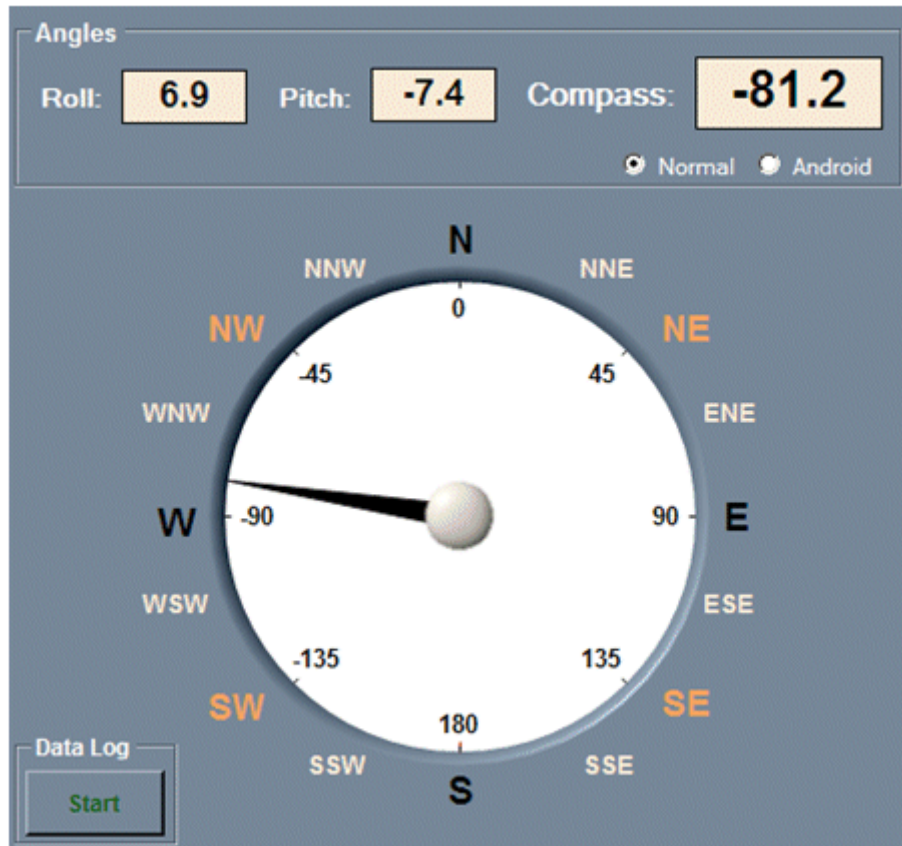 Angles
Roll: 6.9 Pitch: -7.4 Compass: -81.2
Normal Android
N
NNW NNE
0
NW NE
-45 45
WNW ENE
W -90 90 E
WSW ESE
-135 135
SW SE
180
Data Log
SSW SSE
S
Start